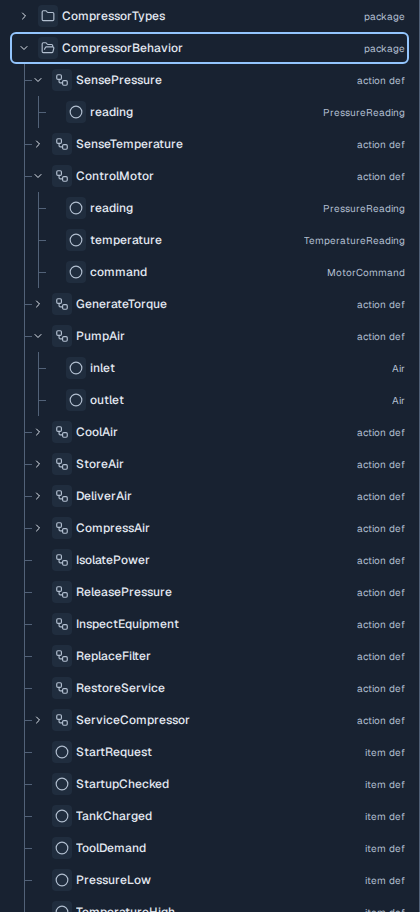 CompressorTypes package
CompressorBehavior package
SensePressure action def
reading PressureReading
SenseTemperature action def
ControlMotor action def
reading PressureReading
temperature TemperatureReading
command MotorCommand
GenerateTorque action def
PumpAir action def
inlet Air
outlet Air
CoolAir action def
StoreAir action def
DeliverAir action def
CompressAir action def
IsolatePower action def
ReleasePressure action def
InspectEquipment action def
ReplaceFilter action def
RestoreService action def
ServiceCompressor action def
StartRequest item def
StartupChecked item def
TankCharged item def
ToolDemand item def
PressureLow item def
TemperatureHigh item def